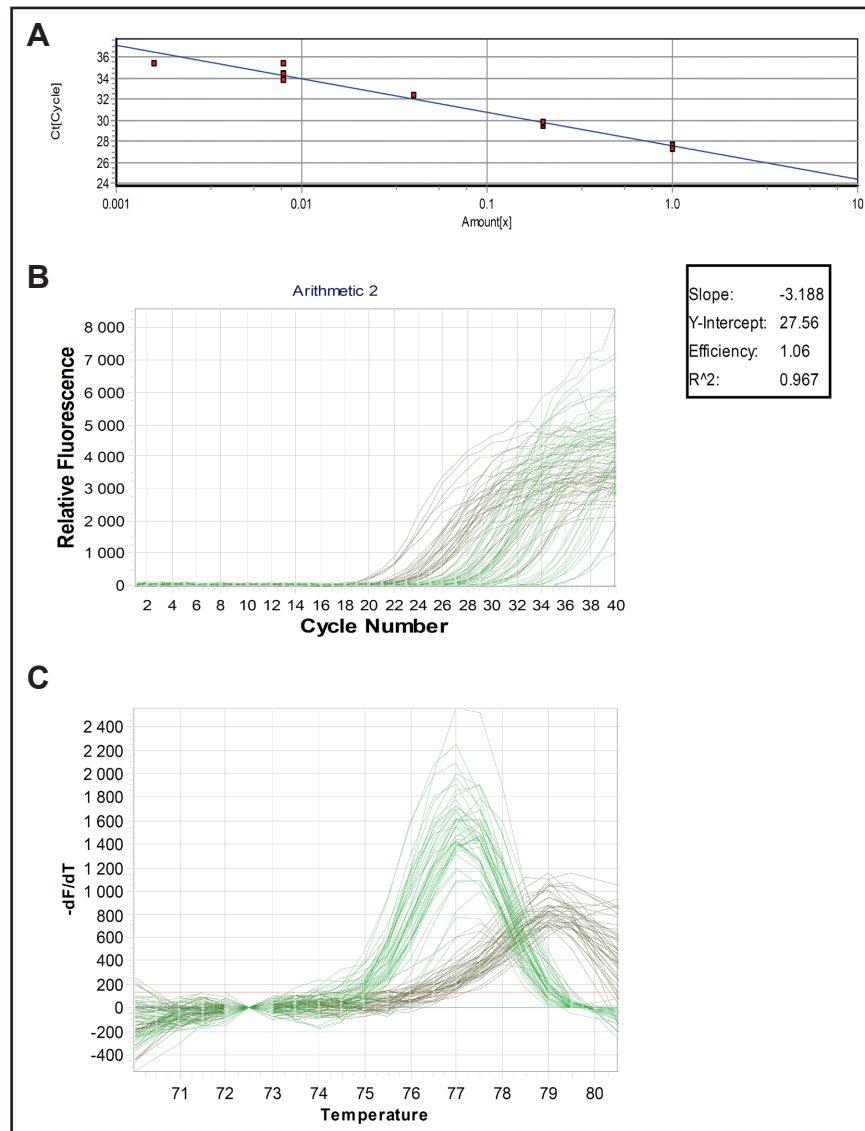 A
Ct[Cycle]
36
34
32
30
28
26
24
0.001
0.01
0.1
1.0
10
Amount[x]
B
Arithmetic 2
Relative Fluorescence
8 000
7 000
6 000
5 000
4 000
3 000
2 000
1 000
0
2 4 6 8 10 12 14 16 18 20 22 24 26 28 30 32 34 36 38 40
Cycle Number
Slope: -3.188
Y-Intercept: 27.56
Efficiency: 1.06
R^2: 0.967
C
-dF/dT
2 400
2 200
2 000
1 800
1 600
1 400
1 200
1 000
800
600
400
200
0
-200
-400
71 72 73 74 75 76 77 78 79 80
Temperature